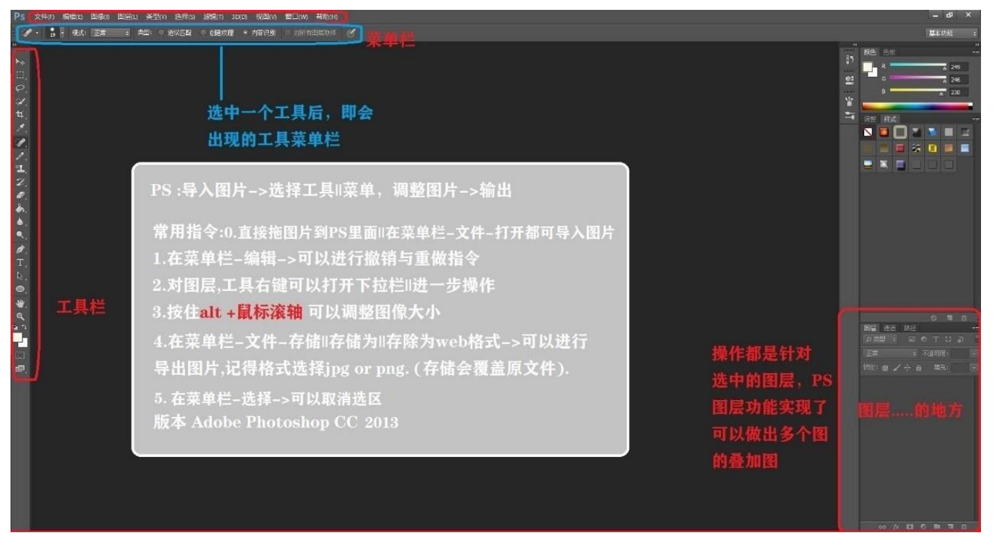 Ps 文件(F) 编辑(E) 图像(I) 图层(L) 类型(Y) 选择(S) 滤镜(T) 3D(D) 视图(V) 窗口(W) 帮助(H)
19 模式: 正常 类型: 近似匹配 创建纹理 内容识别 对所有图层取样
基本功能
菜单栏
选中一个工具后，即会
出现的工具菜单栏
颜色 色板
R 249
G 246
B 230
调整 样式
PS :导入图片->选择工具||菜单，调整图片->输出
常用指令:0.直接拖图片到PS里面||在菜单栏-文件-打开都可导入图片
1.在菜单栏-编辑->可以进行撤销与重做指令
2.对图层,工具右键可以打开下拉栏||进一步操作
3.按住alt +鼠标滚轴 可以调整图像大小
4.在菜单栏-文件-存储||存储为||存除为web格式->可以进行
导出图片,记得格式选择jpg or png. (存储会覆盖原文件).
5. 在菜单栏-选择->可以取消选区
版本 Adobe Photoshop CC 2013
工具栏
操作都是针对
选中的图层，PS
图层功能实现了
可以做出多个图
的叠加图
图层 通道 路径
类型
正常 不透明度:
锁定: 填充:
图层.....的地方
fx